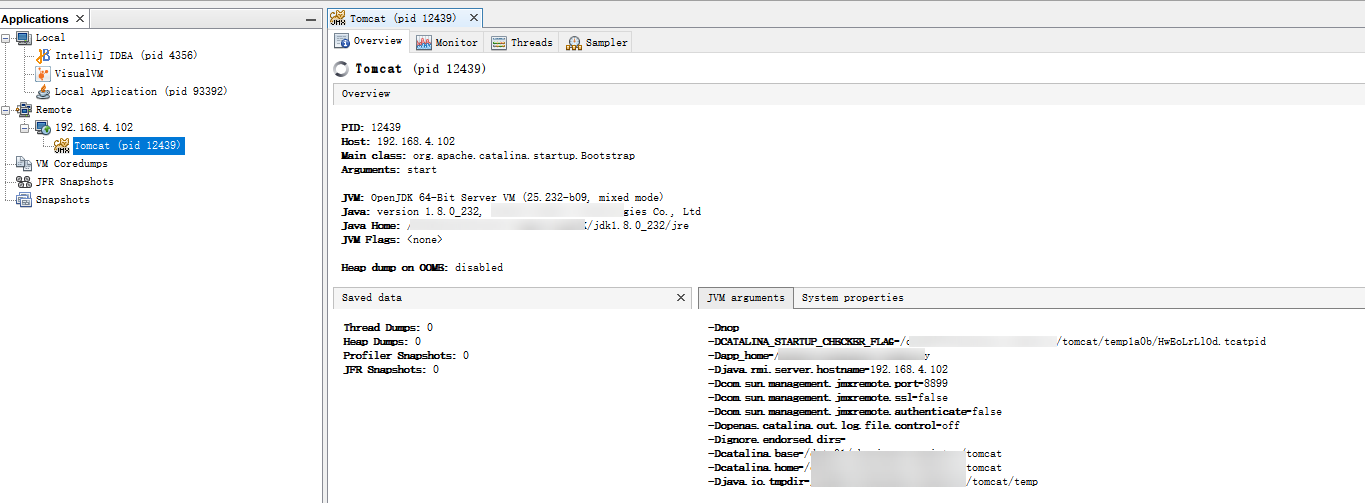 Applications
Local
IntelliJ IDEA (pid 4356)
VisualVM
Local Application (pid 93392)
Remote
192.168.4.102
Tomcat (pid 12439)
VM Coredumps
JFR Snapshots
Snapshots
Tomcat (pid 12439)
Overview Monitor Threads Sampler
Tomcat (pid 12439)
Overview
PID: 12439
Host: 192.168.4.102
Main class: org.apache.catalina.startup.Bootstrap
Arguments: start
JVM: OpenJDK 64-Bit Server VM (25.232-b09, mixed mode)
Java: version 1.8.0_232, gies Co., Ltd
Java Home: / /jdk1.8.0_232/jre
JVM Flags: <none>
Heap dump on OOME: disabled
Saved data
Thread Dumps: 0
Heap Dumps: 0
Profiler Snapshots: 0
JFR Snapshots: 0
JVM arguments System properties
-Dnop
-DCATALINA_STARTUP_CHECKER_FLAG=/ /tomcat/temp1a0b/HwEoLrLlOd.tcatpid
-Dapp_home=/ y
-Djava.rmi.server.hostname=192.168.4.102
-Dcom.sun.management.jmxremote.port=8899
-Dcom.sun.management.jmxremote.ssl=false
-Dcom.sun.management.jmxremote.authenticate=false
-Dopenas.catalina.out.log.file.control=off
-Dignore.endorsed.dirs=
-Dcatalina.base=/ /tomcat
-Dcatalina.home=/ tomcat
-Djava.io.tmpdir=/ /tomcat/temp